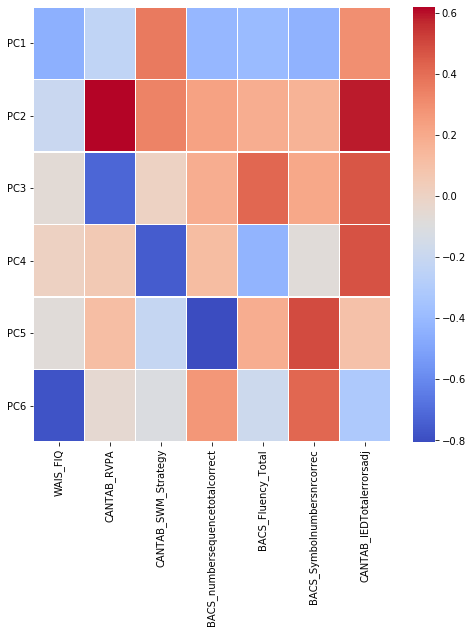 PC1
PC2
PC3
PC4
PC5
PC6
WAIS_FIQ
CANTAB_RVPA
CANTAB_SWM_Strategy
BACS_numbersequencetotalcorrect
BACS_Fluency_Total
BACS_Symbolnumbersnrcorrec
CANTAB_IEDTotalerrorsadj
0.6
0.4
0.2
0.0
−0.2
−0.4
−0.6
−0.8